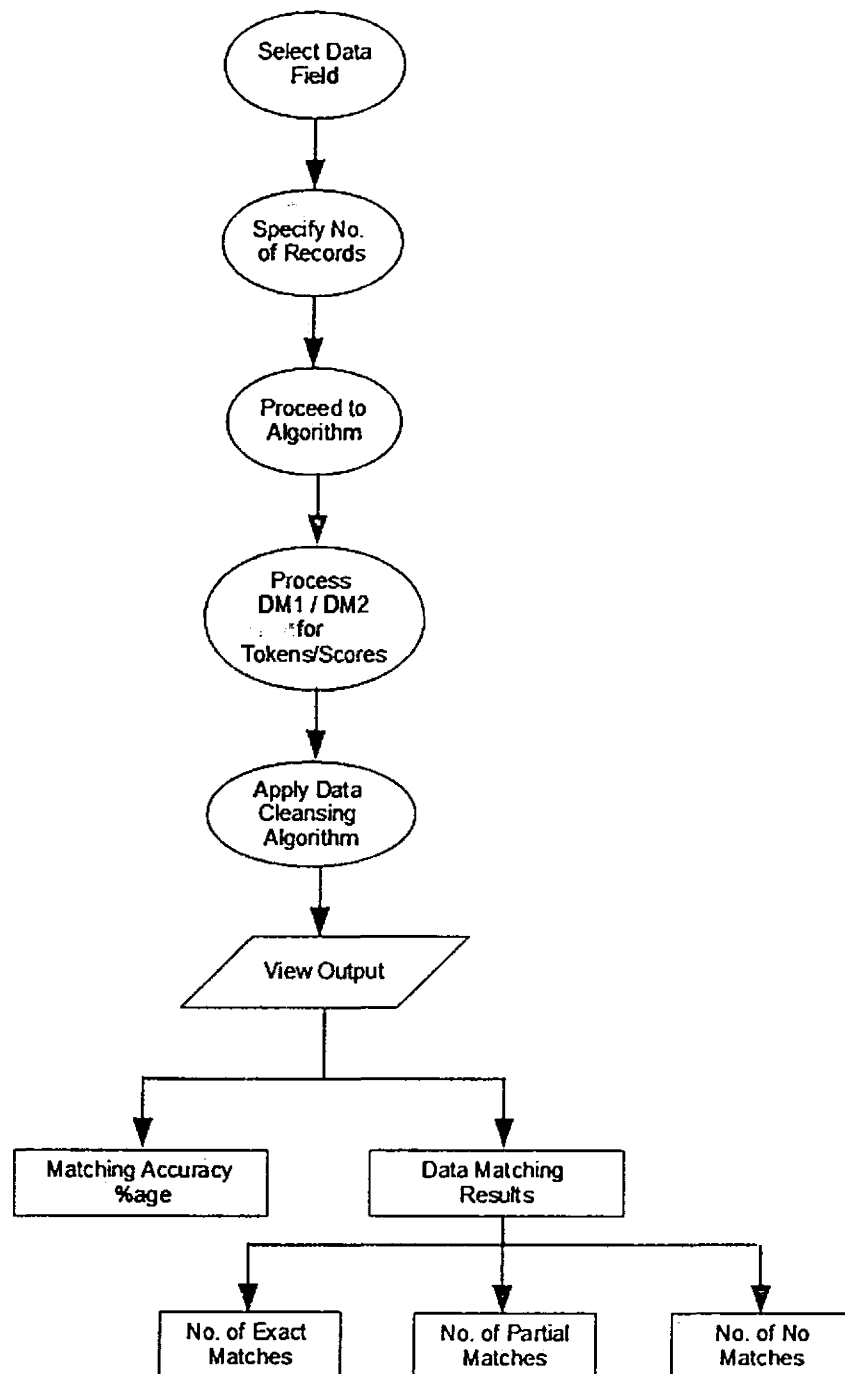 Select Data
Field
Specify No.
of Records
Proceed to
Algorithm
Process
DM1 / DM2
for
Tokens/Scores
Apply Data
Cleansing
Algorithm
View Output
Matching Accuracy
%age
Data Matching
Results
No. of Exact
Matches
No. of Partial
Matches
No. of No
Matches